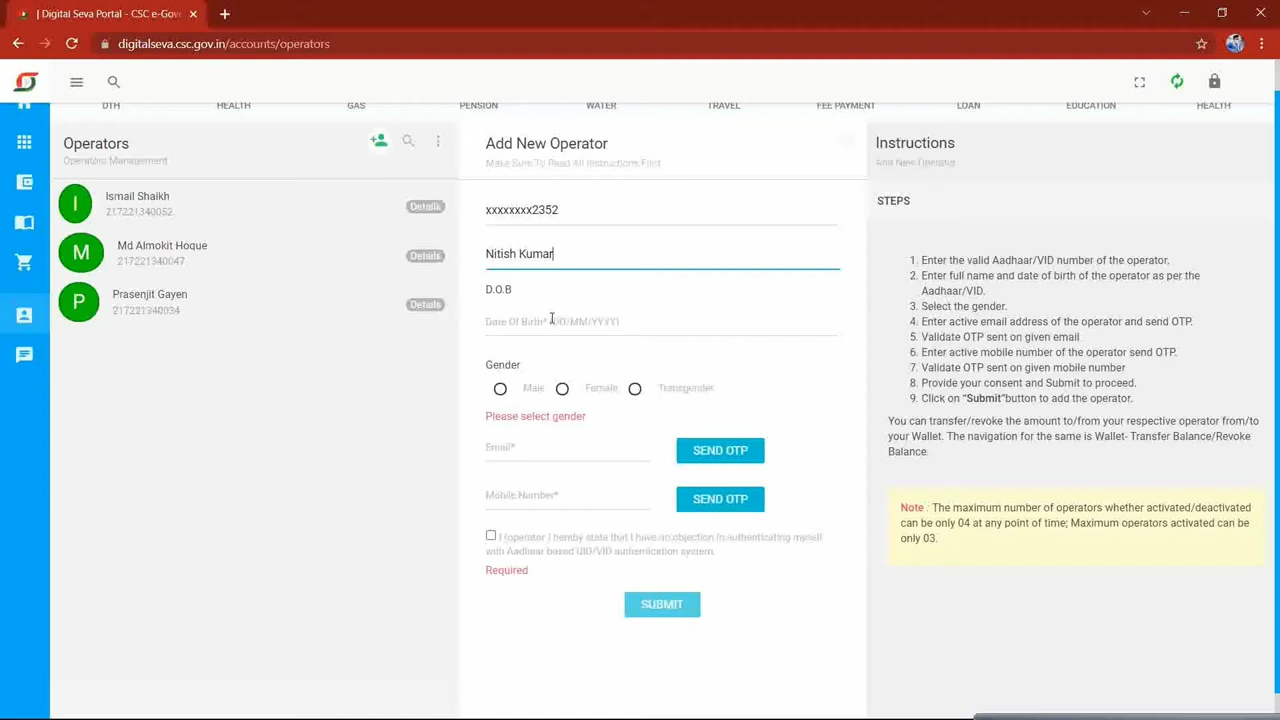 | Digital Seva Portal - CSC e-Gov
digitalseva.csc.gov.in/accounts/operators
DTH HEALTH GAS PENSION WATER TRAVEL FEE PAYMENT LOAN EDUCATION HEALTH
Operators
Operators Management
I
Ismail Shaikh
217221340052
Details
M
Md Almokit Hoque
217221340047
Details
P
Prasenjit Gayen
217221340034
Details
Add New Operator
Make Sure To Read All Instructions First
xxxxxxxx2352
Nitish Kumar
D.O.B
Date Of Birth* (DD/MM/YYYY)
Gender
Male Female Transgender
Please select gender
Email*
SEND OTP
Mobile Number*
SEND OTP
I (operator ) hereby state that I have no objection in authenticating myself
with Aadhaar based UID/VID authentication system.
Required
SUBMIT
Instructions
Add New Operator
STEPS
1. Enter the valid Aadhaar/VID number of the operator.
2. Enter full name and date of birth of the operator as per the
Aadhaar/VID.
3. Select the gender.
4. Enter active email address of the operator and send OTP.
5. Validate OTP sent on given email
6. Enter active mobile number of the operator send OTP.
7. Validate OTP sent on given mobile number
8. Provide your consent and Submit to proceed.
9. Click on “Submit”button to add the operator.
You can transfer/revoke the amount to/from your respective operator from/to
your Wallet. The navigation for the same is Wallet- Transfer Balance/Revoke
Balance.
Note : The maximum number of operators whether activated/deactivated
can be only 04 at any point of time; Maximum operators activated can be
only 03.